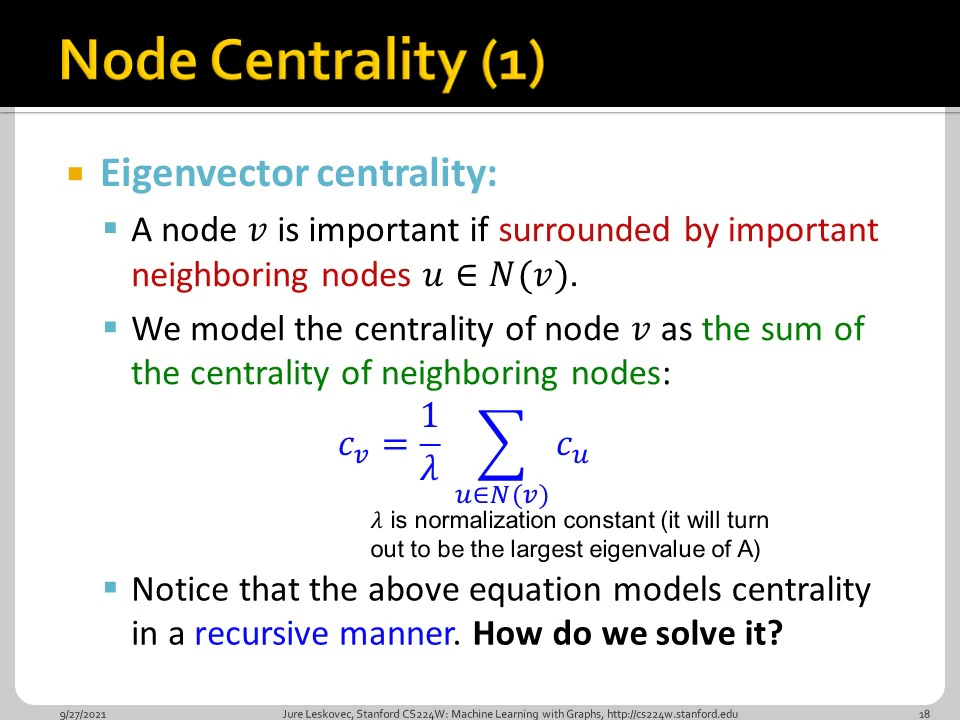 Node Centrality (1)
Eigenvector centrality:
A node 𝑣 is important if surrounded by important
neighboring nodes 𝑢 ∈ 𝑁(𝑣).
We model the centrality of node 𝑣 as the sum of
the centrality of neighboring nodes:
𝑐𝑣 = 1/𝜆 ∑𝑢∈𝑁(𝑣) 𝑐𝑢
𝜆 is normalization constant (it will turn
out to be the largest eigenvalue of A)
Notice that the above equation models centrality
in a recursive manner. How do we solve it?
9/27/2021 Jure Leskovec, Stanford CS224W: Machine Learning with Graphs, http://cs224w.stanford.edu 18